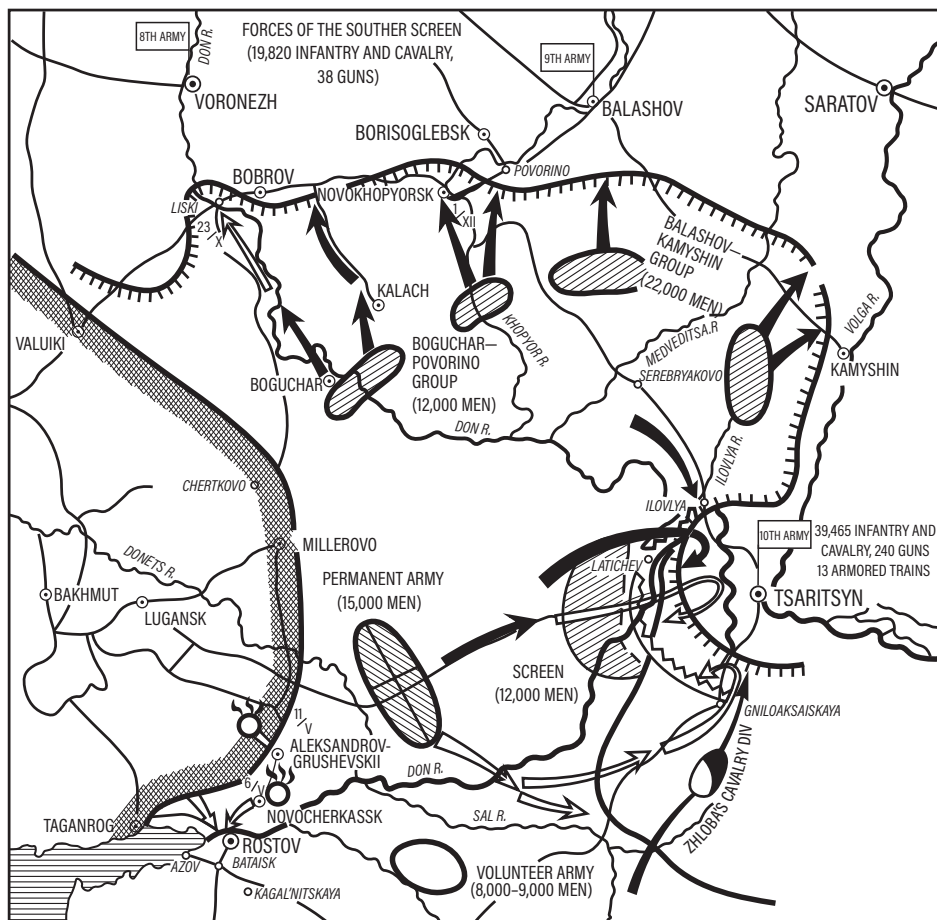 8TH ARMY
DON R.
FORCES OF THE SOUTHER SCREEN
(19,820 INFANTRY AND CAVALRY,
38 GUNS)
9TH ARMY
VORONEZH
BALASHOV
SARATOV
BORISOGLEBSK
POVORINO
BOBROV
NOVOKHOPYORSK
LISKI
23/X
1/XII
BALASHOV—
KAMYSHIN
GROUP
(22,000 MEN)
KALACH
KHOPYOR R.
MEDVEDITSA.R
VOLGA R.
VALUIKI
BOGUCHAR—
POVORINO
GROUP
(12,000 MEN)
BOGUCHAR
SEREBRYAKOVO
KAMYSHIN
DON R.
ILOVLYA R.
CHERTKOVO
ILOVLYA
MILLEROVO
10TH ARMY
39,465 INFANTRY AND
CAVALRY, 240 GUNS
13 ARMORED TRAINS
DONETS R.
LATICHEV
PERMANENT ARMY
(15,000 MEN)
BAKHMUT
LUGANSK
TSARITSYN
SCREEN
(12,000 MEN)
GNILOAKSAISKAYA
11/V
ALEKSANDROV-
GRUSHEVSKII
DON R.
6/V
NOVOCHERKASSK
SAL R.
ZHLOBA'S CAVALRY DIV
TAGANROG
ROSTOV
AZOV
BATAISK
KAGAL'NITSKAYA
VOLUNTEER ARMY
(8,000–9,000 MEN)